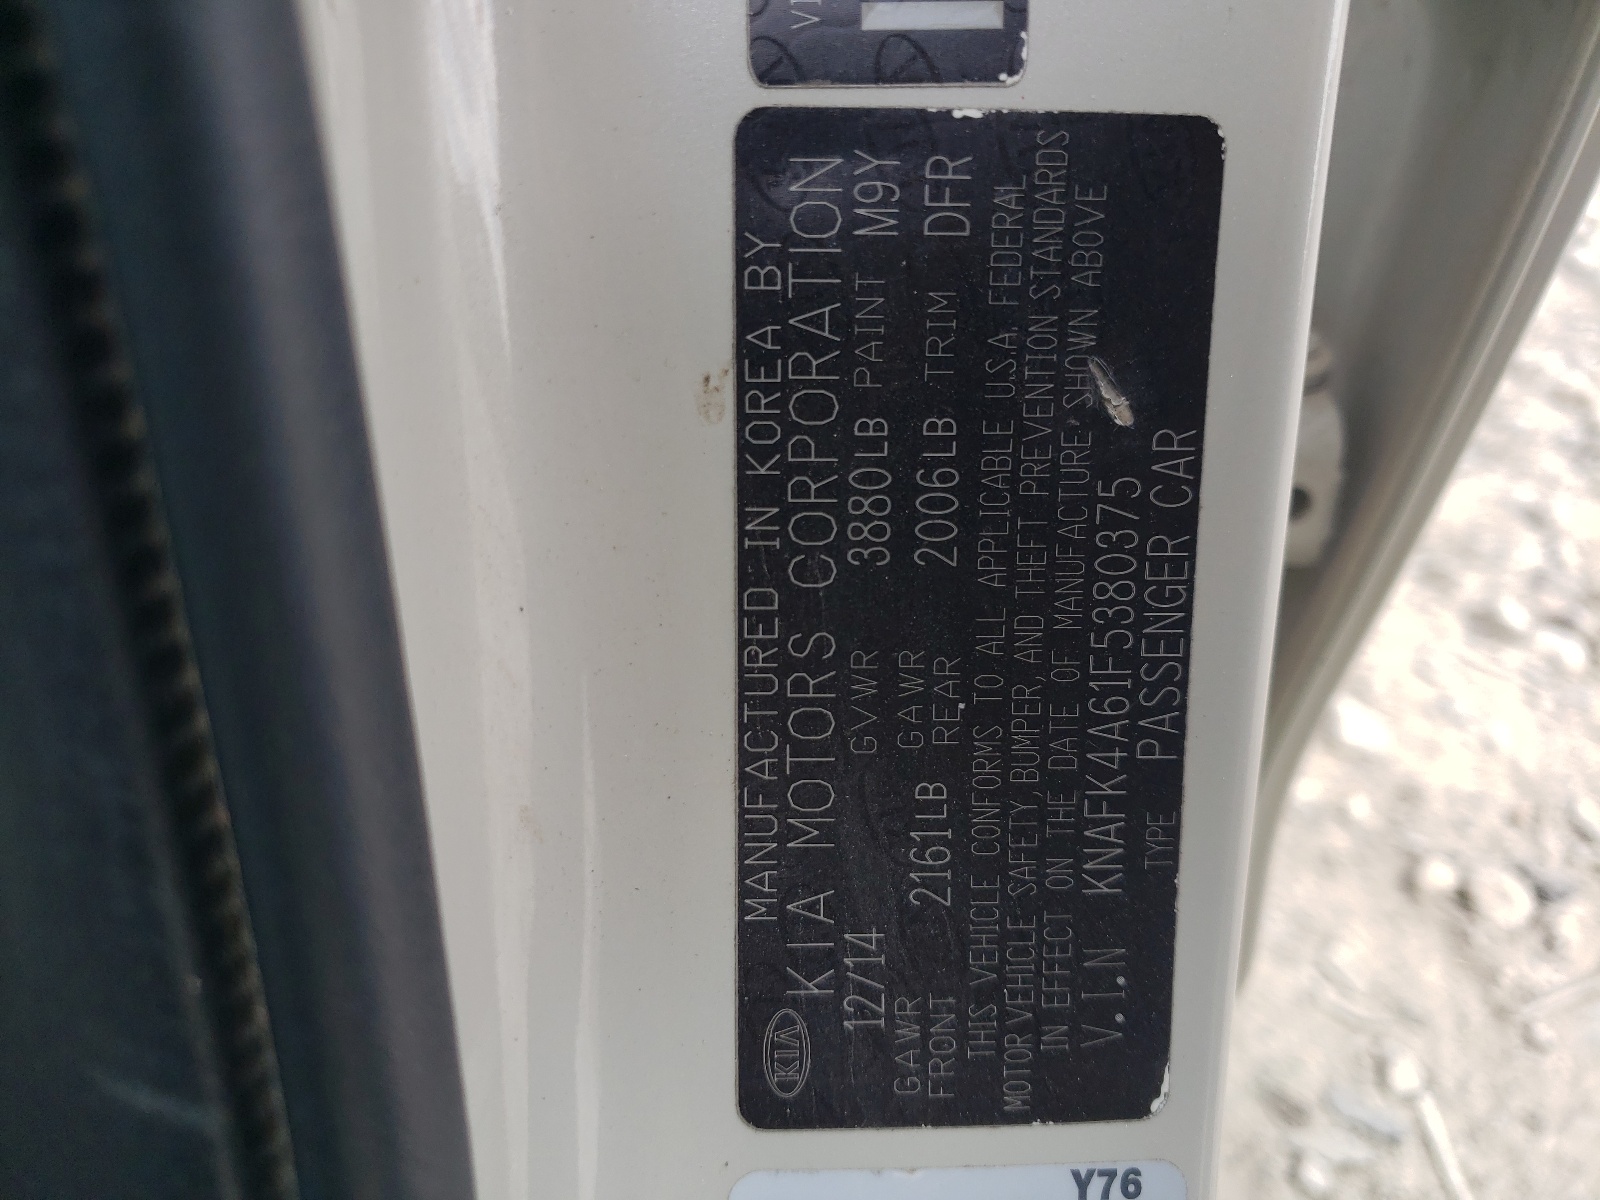 VI
MANUFACTURED IN KOREA BY
KIA KIA MOTORS CORPORATION
12/14 GVWR 3880LB PAINT M9Y
GAWR FRONT 2161LB GAWR REAR 2006LB TRIM DFR
THIS VEHICLE CONFORMS TO ALL APPLICABLE U.S.A. FEDERAL
MOTOR VEHICLE SAFETY, BUMPER, AND THEFT PREVENTION STANDARDS
IN EFFECT ON THE DATE OF MANUFACTURE SHOWN ABOVE
V.I.N KNAFK4A61F5380375
TYPE PASSENGER CAR
Y76